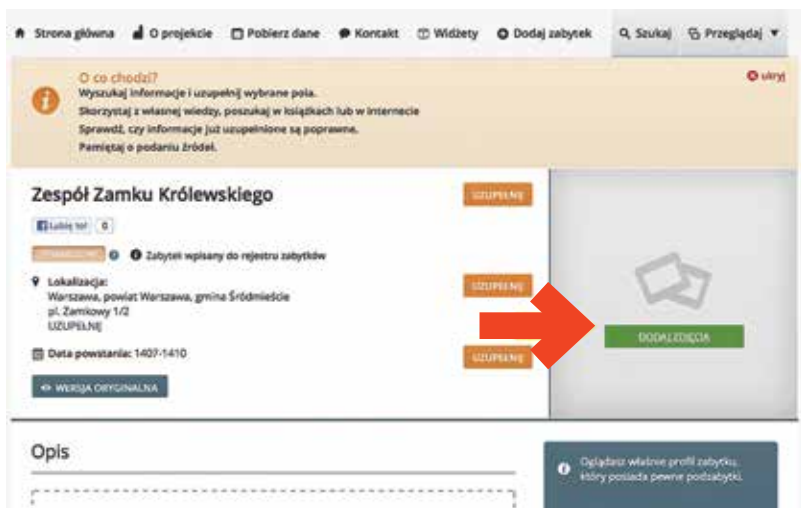 Strona główna O projekcie Pobierz dane Kontakt Widżety Dodaj zabytek Szukaj Przeglądaj
O co chodzi?
ukryj
Wyszukaj informacje i uzupełnij wybrane pola.
Skorzystaj z własnej wiedzy, poszukaj w książkach lub w internecie
Sprawdź, czy informacje już uzupełnione są poprawne.
Pamiętaj o podaniu źródeł.
Zespół Zamku Królewskiego
UZUPEŁNIJ
Lubię to! 0
Zabytek wpisany do rejestru zabytków
Lokalizacja:
Warszawa, powiat Warszawa, gmina Śródmieście
pl. Zamkowy 1/2
UZUPEŁNIJ
UZUPEŁNIJ
DODAJ ZDJĘCIA
Data powstania: 1407-1410
UZUPEŁNIJ
WERSJA ORYGINALNA
Opis
Oglądasz właśnie profil zabytku,
który posiada pewne podzabytki.